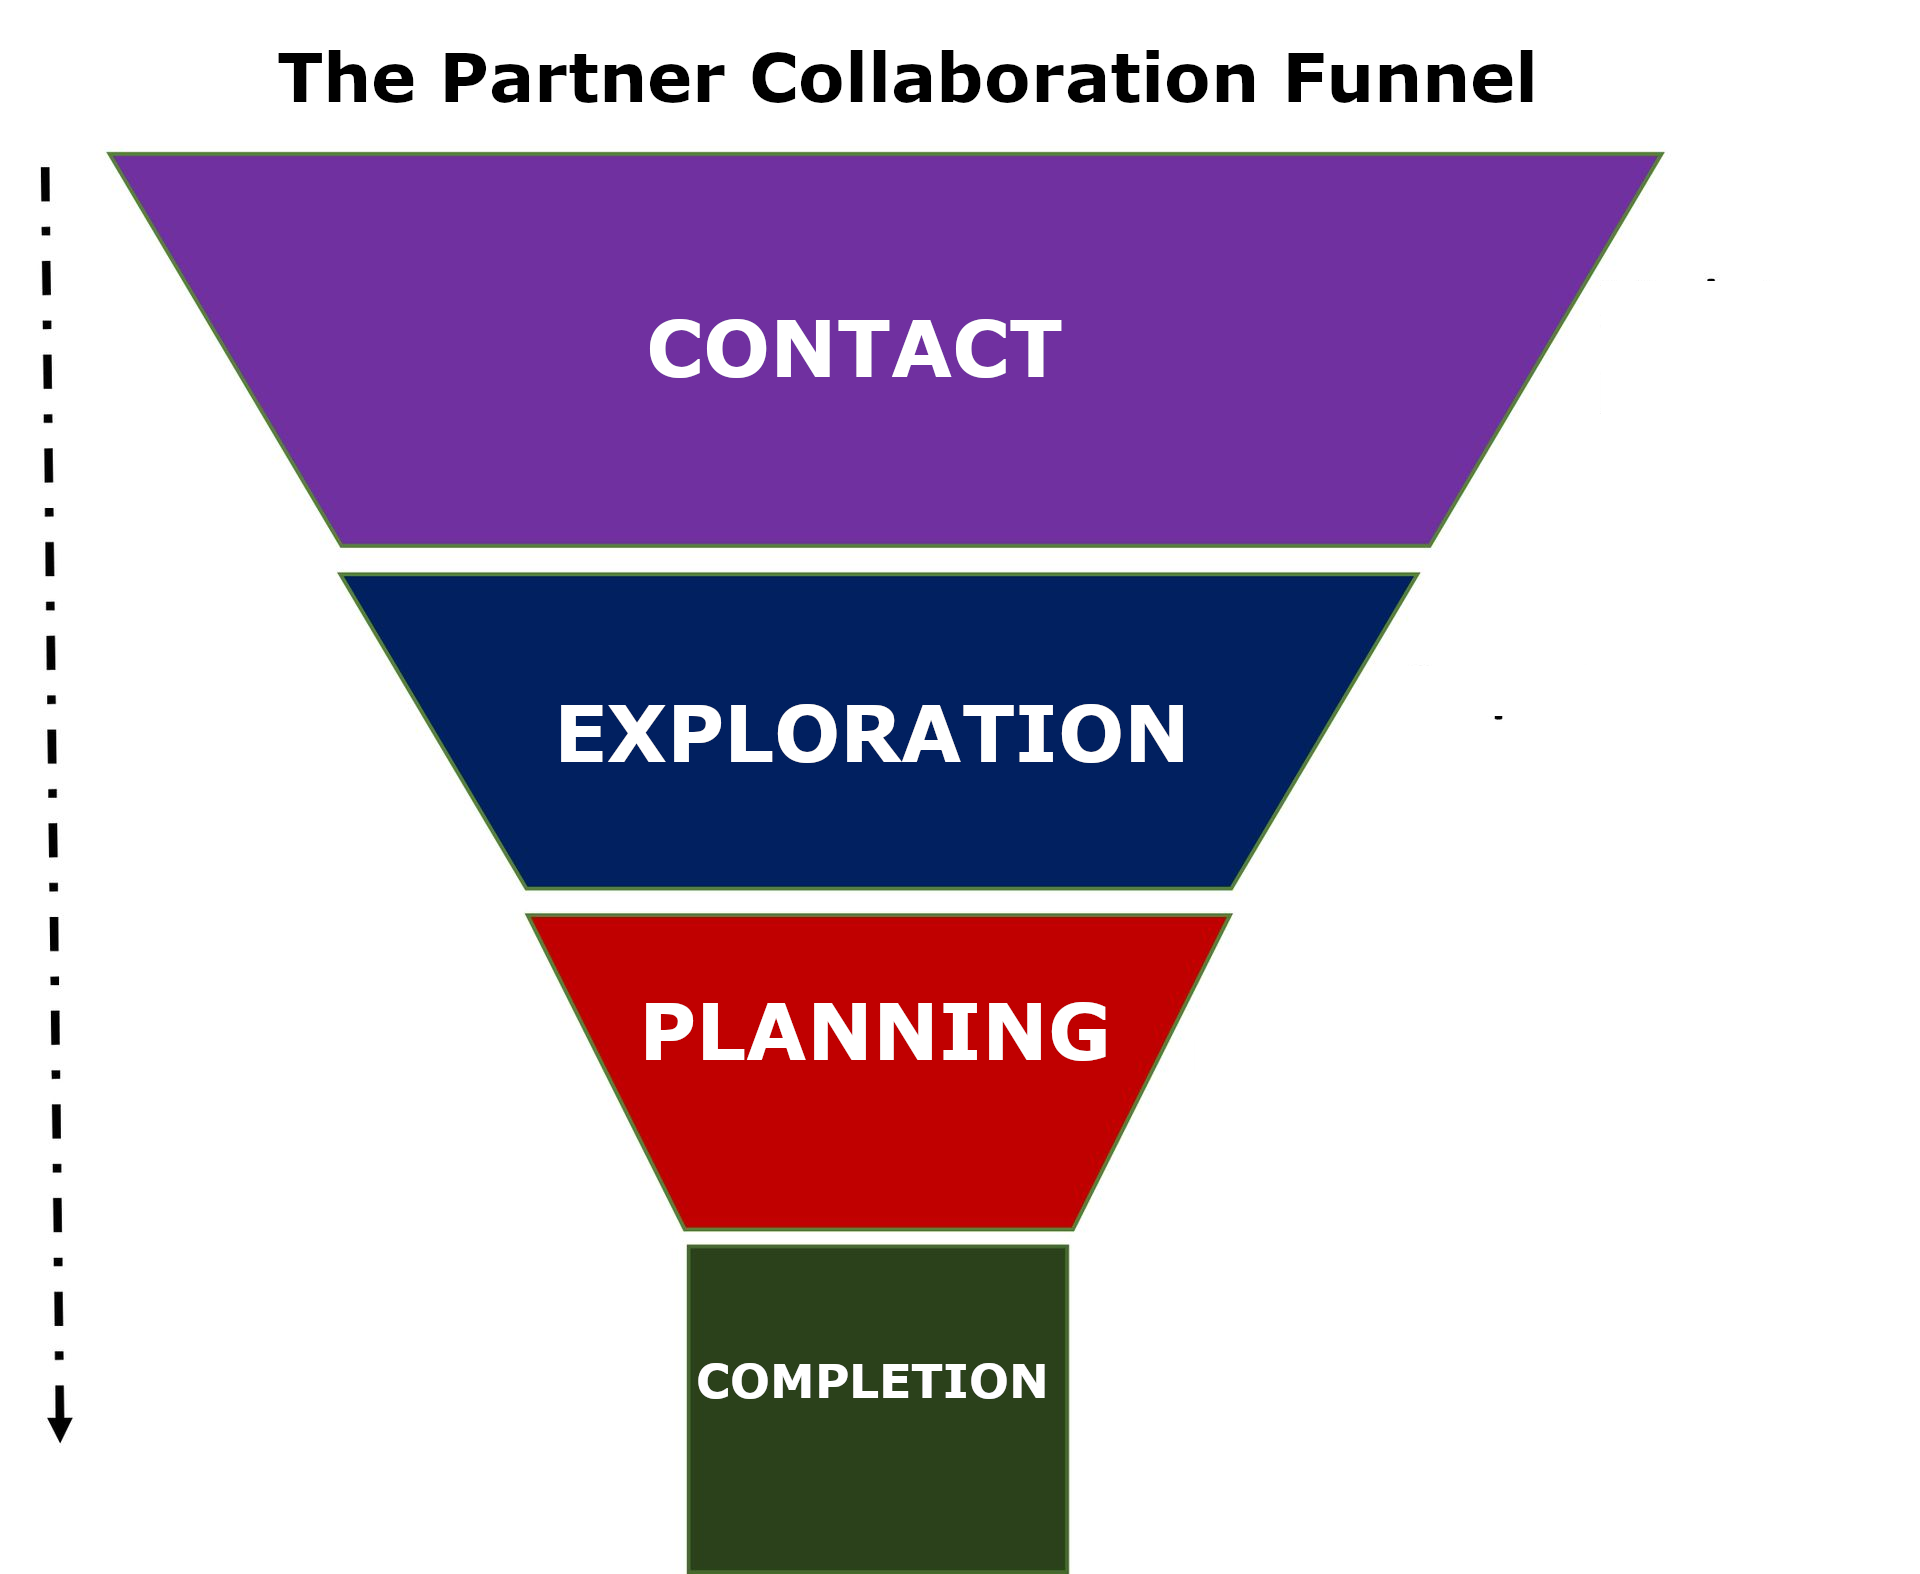 The Partner Collaboration Funnel
CONTACT
-
EXPLORATION
-
PLANNING
COMPLETION